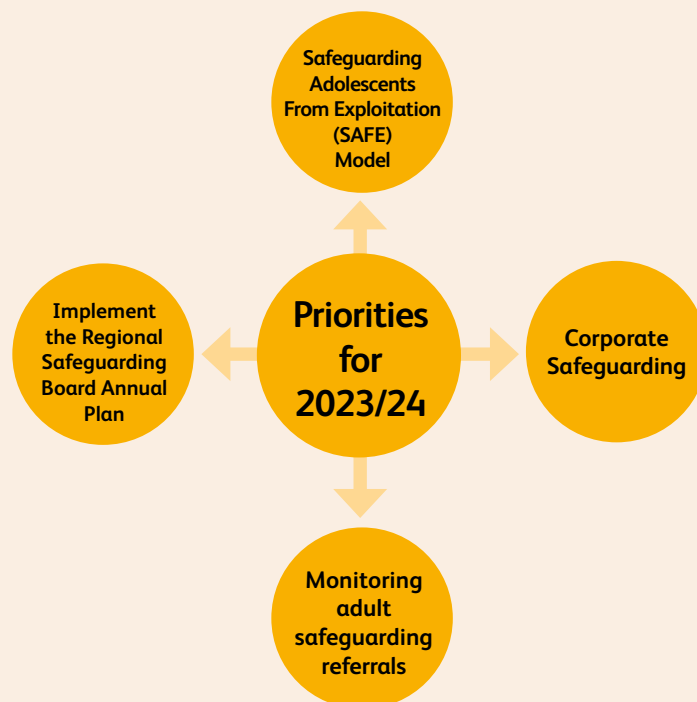 Safeguarding
Adolescents
From Exploitation
(SAFE)
Model
Implement
the Regional
Safeguarding
Board Annual
Plan
Priorities
for
2023/24
Corporate
Safeguarding
Monitoring
adult
safeguarding
referrals